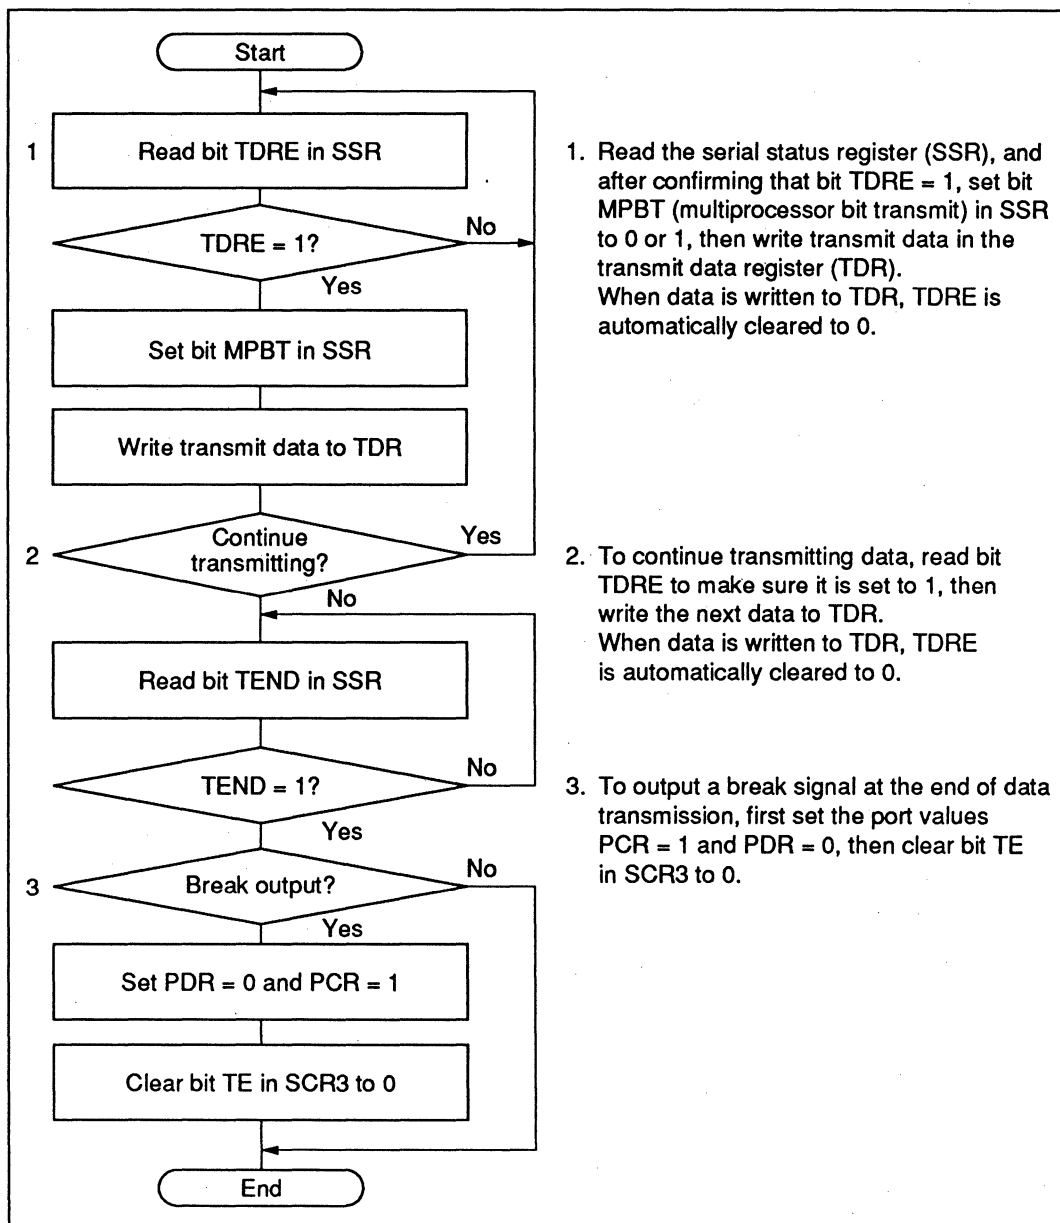 Start
1
Read bit TDRE in SSR
TDRE = 1?
No
Yes
Set bit MPBT in SSR
Write transmit data to TDR
2
Continue
transmitting?
Yes
No
Read bit TEND in SSR
TEND = 1?
No
Yes
3
Break output?
No
Yes
Set PDR = 0 and PCR = 1
Clear bit TE in SCR3 to 0
End
1. Read the serial status register (SSR), and
after confirming that bit TDRE = 1, set bit
MPBT (multiprocessor bit transmit) in SSR
to 0 or 1, then write transmit data in the
transmit data register (TDR).
When data is written to TDR, TDRE is
automatically cleared to 0.
2. To continue transmitting data, read bit
TDRE to make sure it is set to 1, then
write the next data to TDR.
When data is written to TDR, TDRE
is automatically cleared to 0.
3. To output a break signal at the end of data
transmission, first set the port values
PCR = 1 and PDR = 0, then clear bit TE
in SCR3 to 0.